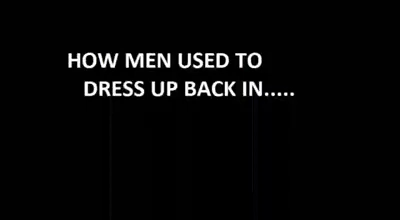 HOW MEN USED TO
DRESS UP BACK IN.....